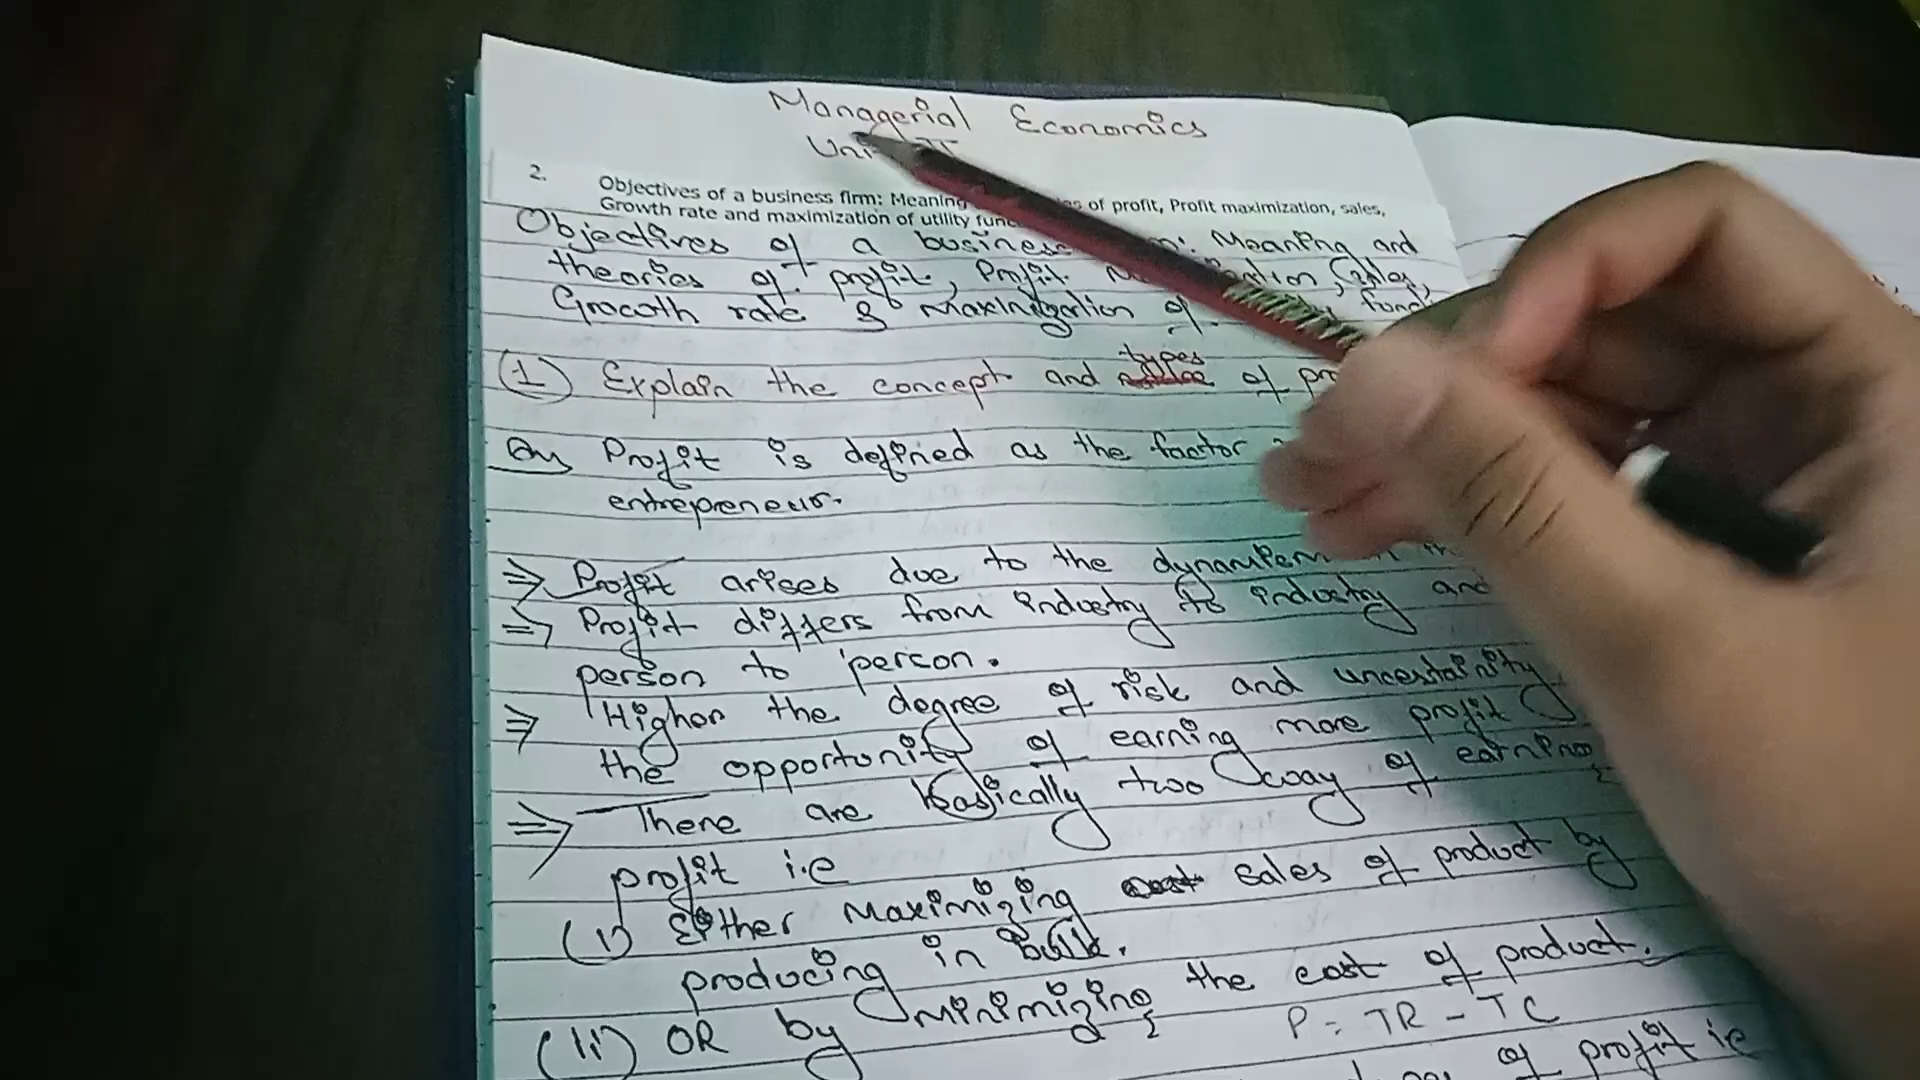 Managerial Economics
2.
Objectives of a business firm: Meaning of profit, Profit maximization, sales,
Growth rate and maximization of utility
Objectives of a business Meaning and
theories of profit, Profit Sales,
Growth rate & Maximization of
(1) Explain the concept and types of
Ans Profit is defined as the factor
entrepreneur.
⇒ Profit arises due to the
⇒ Profit differs from industry to industry and
person to person.
⇒ Higher the degree of risk and uncertainity
the opportunity of earning more profit
⇒ There are basically two way of earning
profit i.e
(i) Either Maximizing sales of product by
producing in bulk.
(ii) OR by minimizing the cost of product.
P = TR - TC
of profit ie